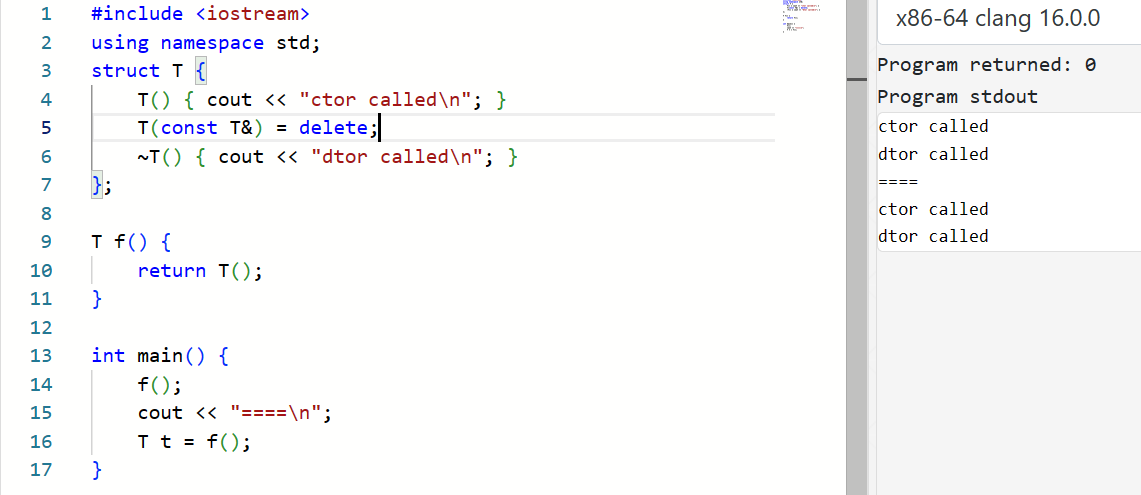 1 #include <iostream>
2 using namespace std;
3 struct T {
4 T() { cout << "ctor called\n"; }
5 T(const T&) = delete;
6 ~T() { cout << "dtor called\n"; }
7 };
8
9 T f() {
10 return T();
11 }
12
13 int main() {
14 f();
15 cout << "====\n";
16 T t = f();
17 }
x86-64 clang 16.0.0
Program returned: 0
Program stdout
ctor called
dtor called
====
ctor called
dtor called